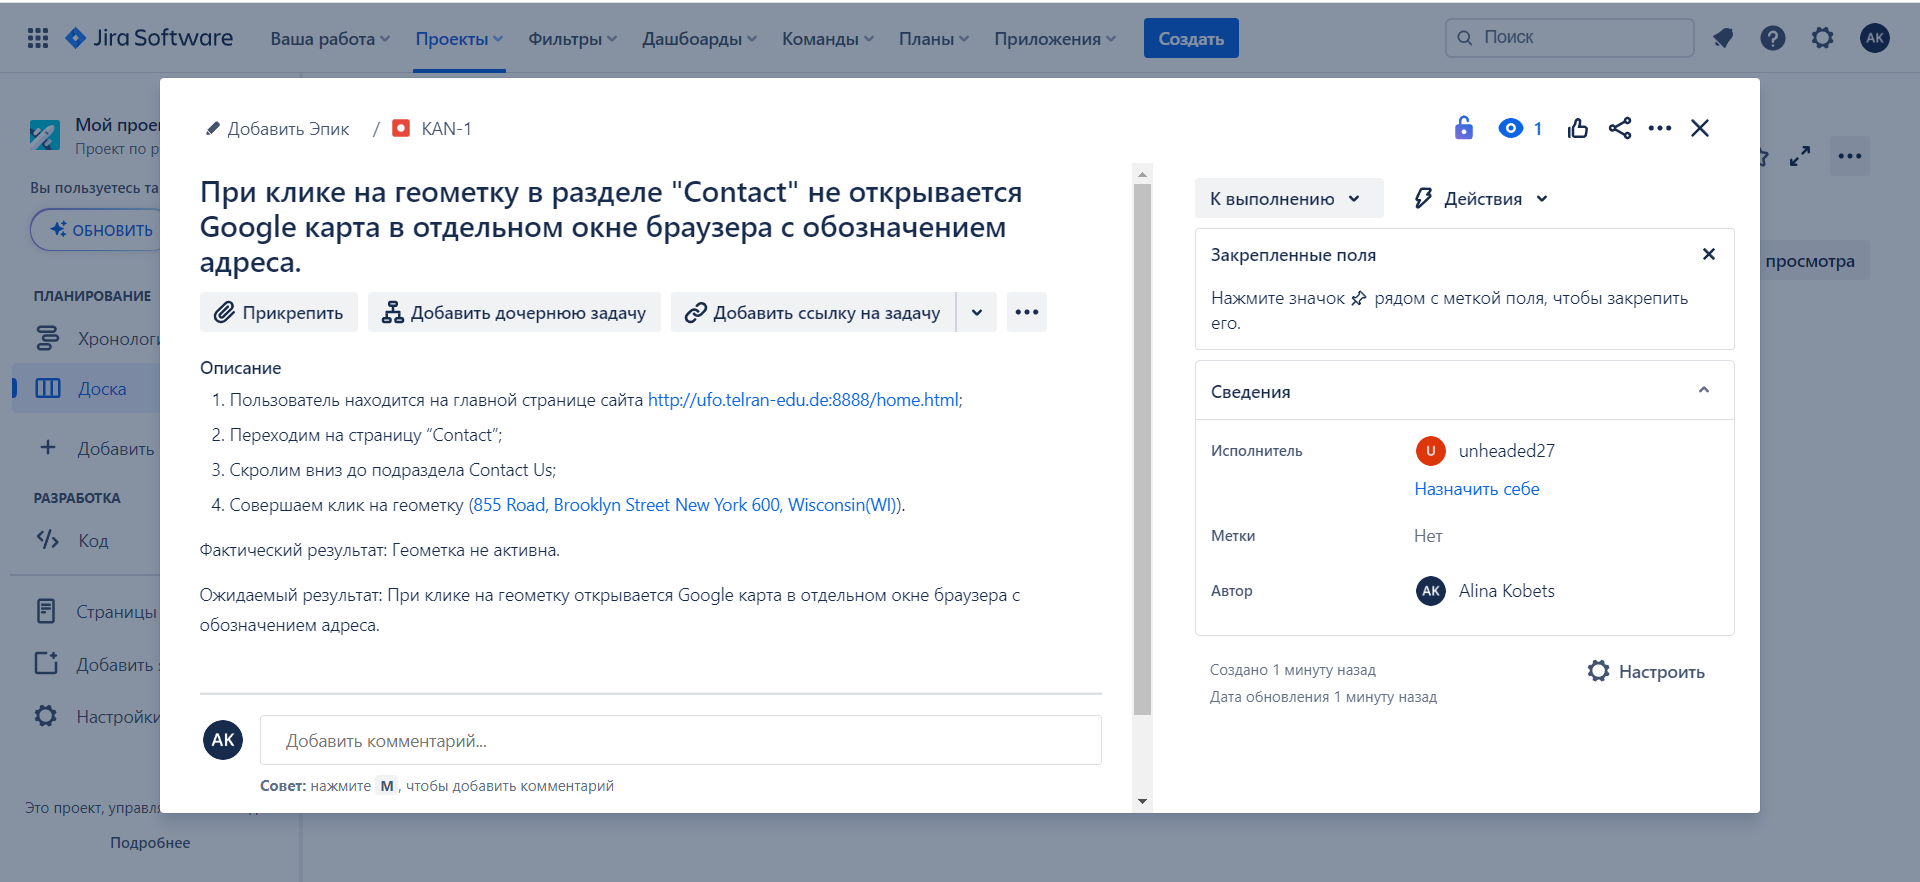 Jira Software
Ваша работа
Проекты
Фильтры
Дашборды
Команды
Планы
Приложения
Создать
Поиск
AK
Мой прое
Проект по р
Вы пользуетесь та
ОБНОВИТЬ
ПЛАНИРОВАНИЕ
Хронологи
Доска
Добавить
РАЗРАБОТКА
Код
Страницы
Добавить
Настройки
Это проект, управл
Подробнее
просмотра
Добавить Эпик / KAN-1
1
При клике на геометку в разделе "Contact" не открывается
Google карта в отдельном окне браузера с обозначением
адреса.
Прикрепить
Добавить дочернюю задачу
Добавить ссылку на задачу
Описание
1. Пользователь находится на главной странице сайта http://ufo.telran-edu.de:8888/home.html;
2. Переходим на страницу “Contact”;
3. Скролим вниз до подраздела Contact Us;
4. Совершаем клик на геометку (855 Road, Brooklyn Street New York 600, Wisconsin(WI)).
Фактический результат: Геометка не активна.
Ожидаемый результат: При клике на геометку открывается Google карта в отдельном окне браузера с
обозначением адреса.
AK
Добавить комментарий...
Совет: нажмите M , чтобы добавить комментарий
К выполнению
Действия
Закрепленные поля
Нажмите значок рядом с меткой поля, чтобы закрепить
его.
Сведения
Исполнитель
U unheaded27
Назначить себе
Метки
Нет
Автор
AK Alina Kobets
Создано 1 минуту назад
Дата обновления 1 минуту назад
Настроить